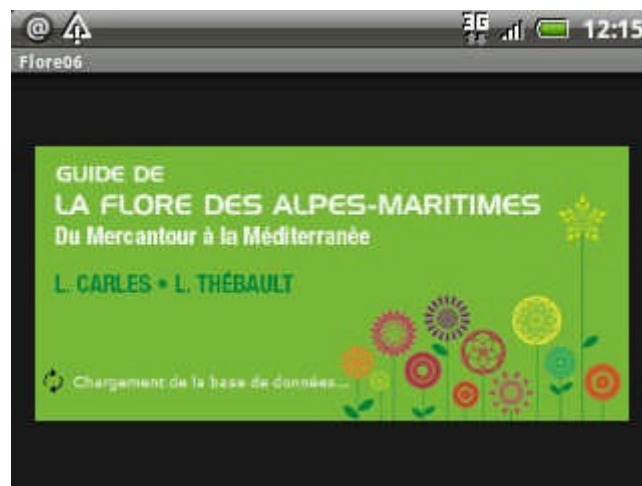 @ 3G 12:15
Flore06
GUIDE DE
LA FLORE DES ALPES-MARITIMES
Du Mercantour à la Méditerranée
L. CARLES • L. THÉBAULT
Chargement de la base de données...